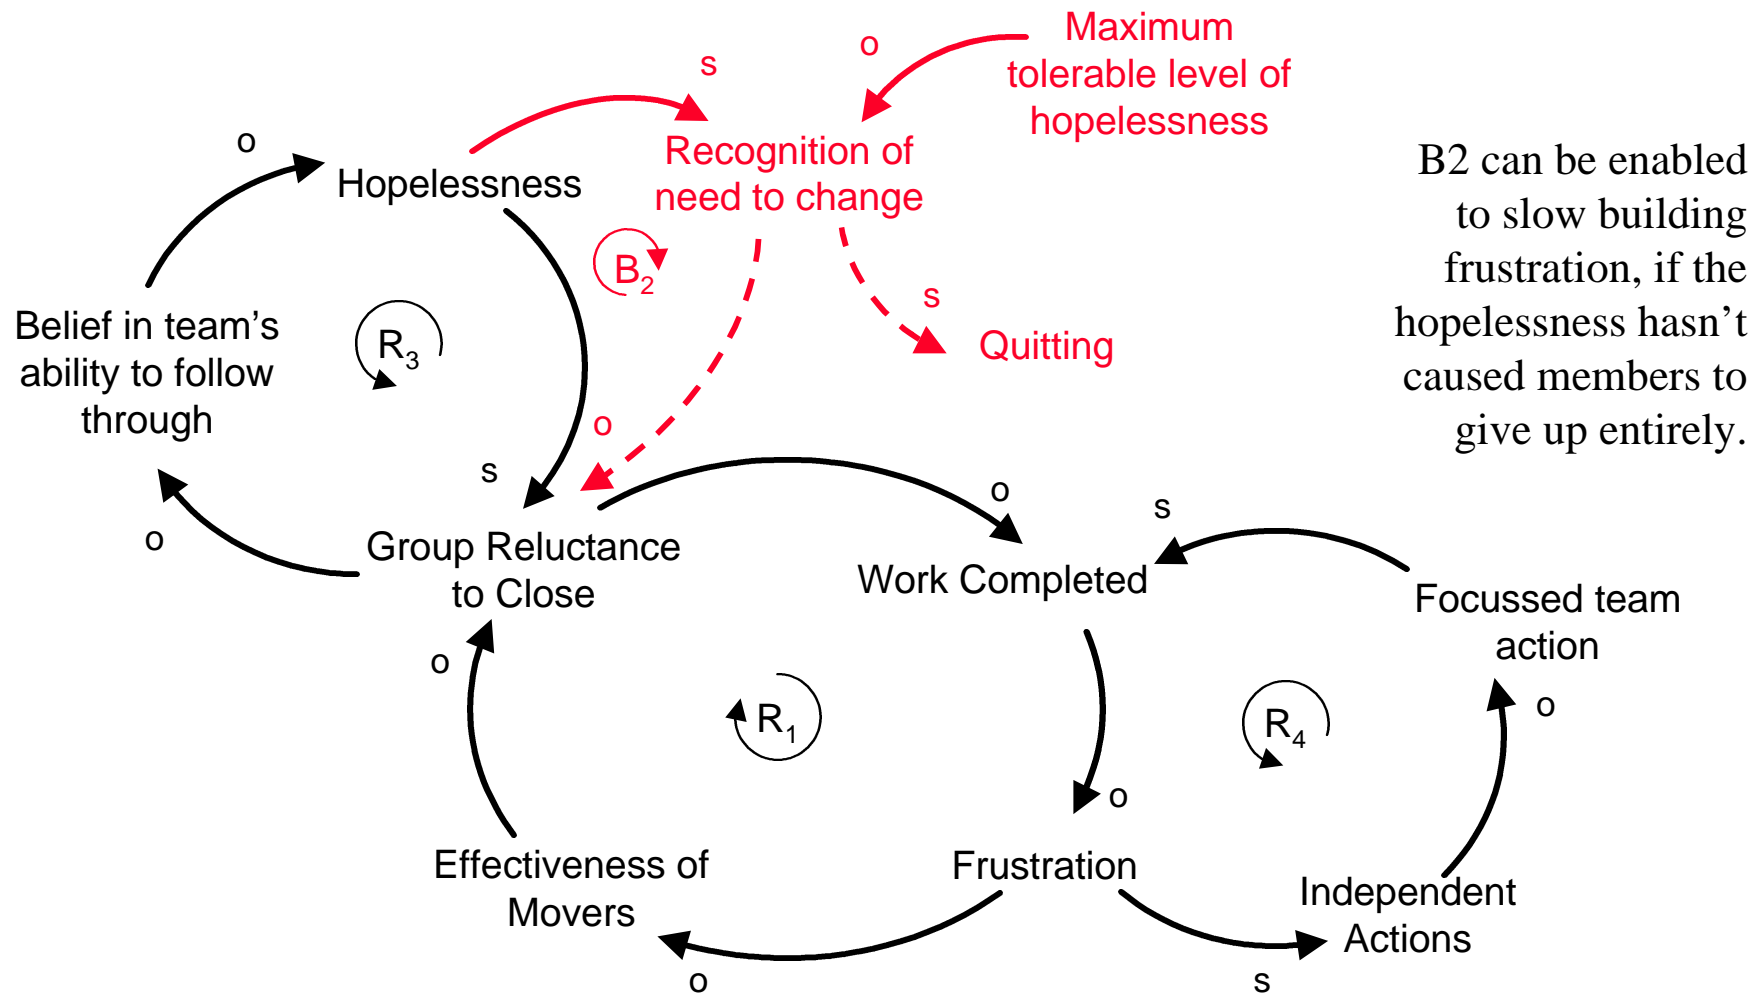 Maximum
tolerable level of
hopelessness
o
s
Recognition of
need to change
o
Hopelessness
B2 can be enabled
to slow building
frustration, if the
hopelessness hasn't
caused members to
give up entirely.
B2
s
Quitting
Belief in team's
ability to follow
through
R3
o
s
o
s
o
Group Reluctance
to Close
Work Completed
Focussed team
action
o
R1
R4
o
o
Effectiveness of
Movers
Frustration
Independent
Actions
o
s